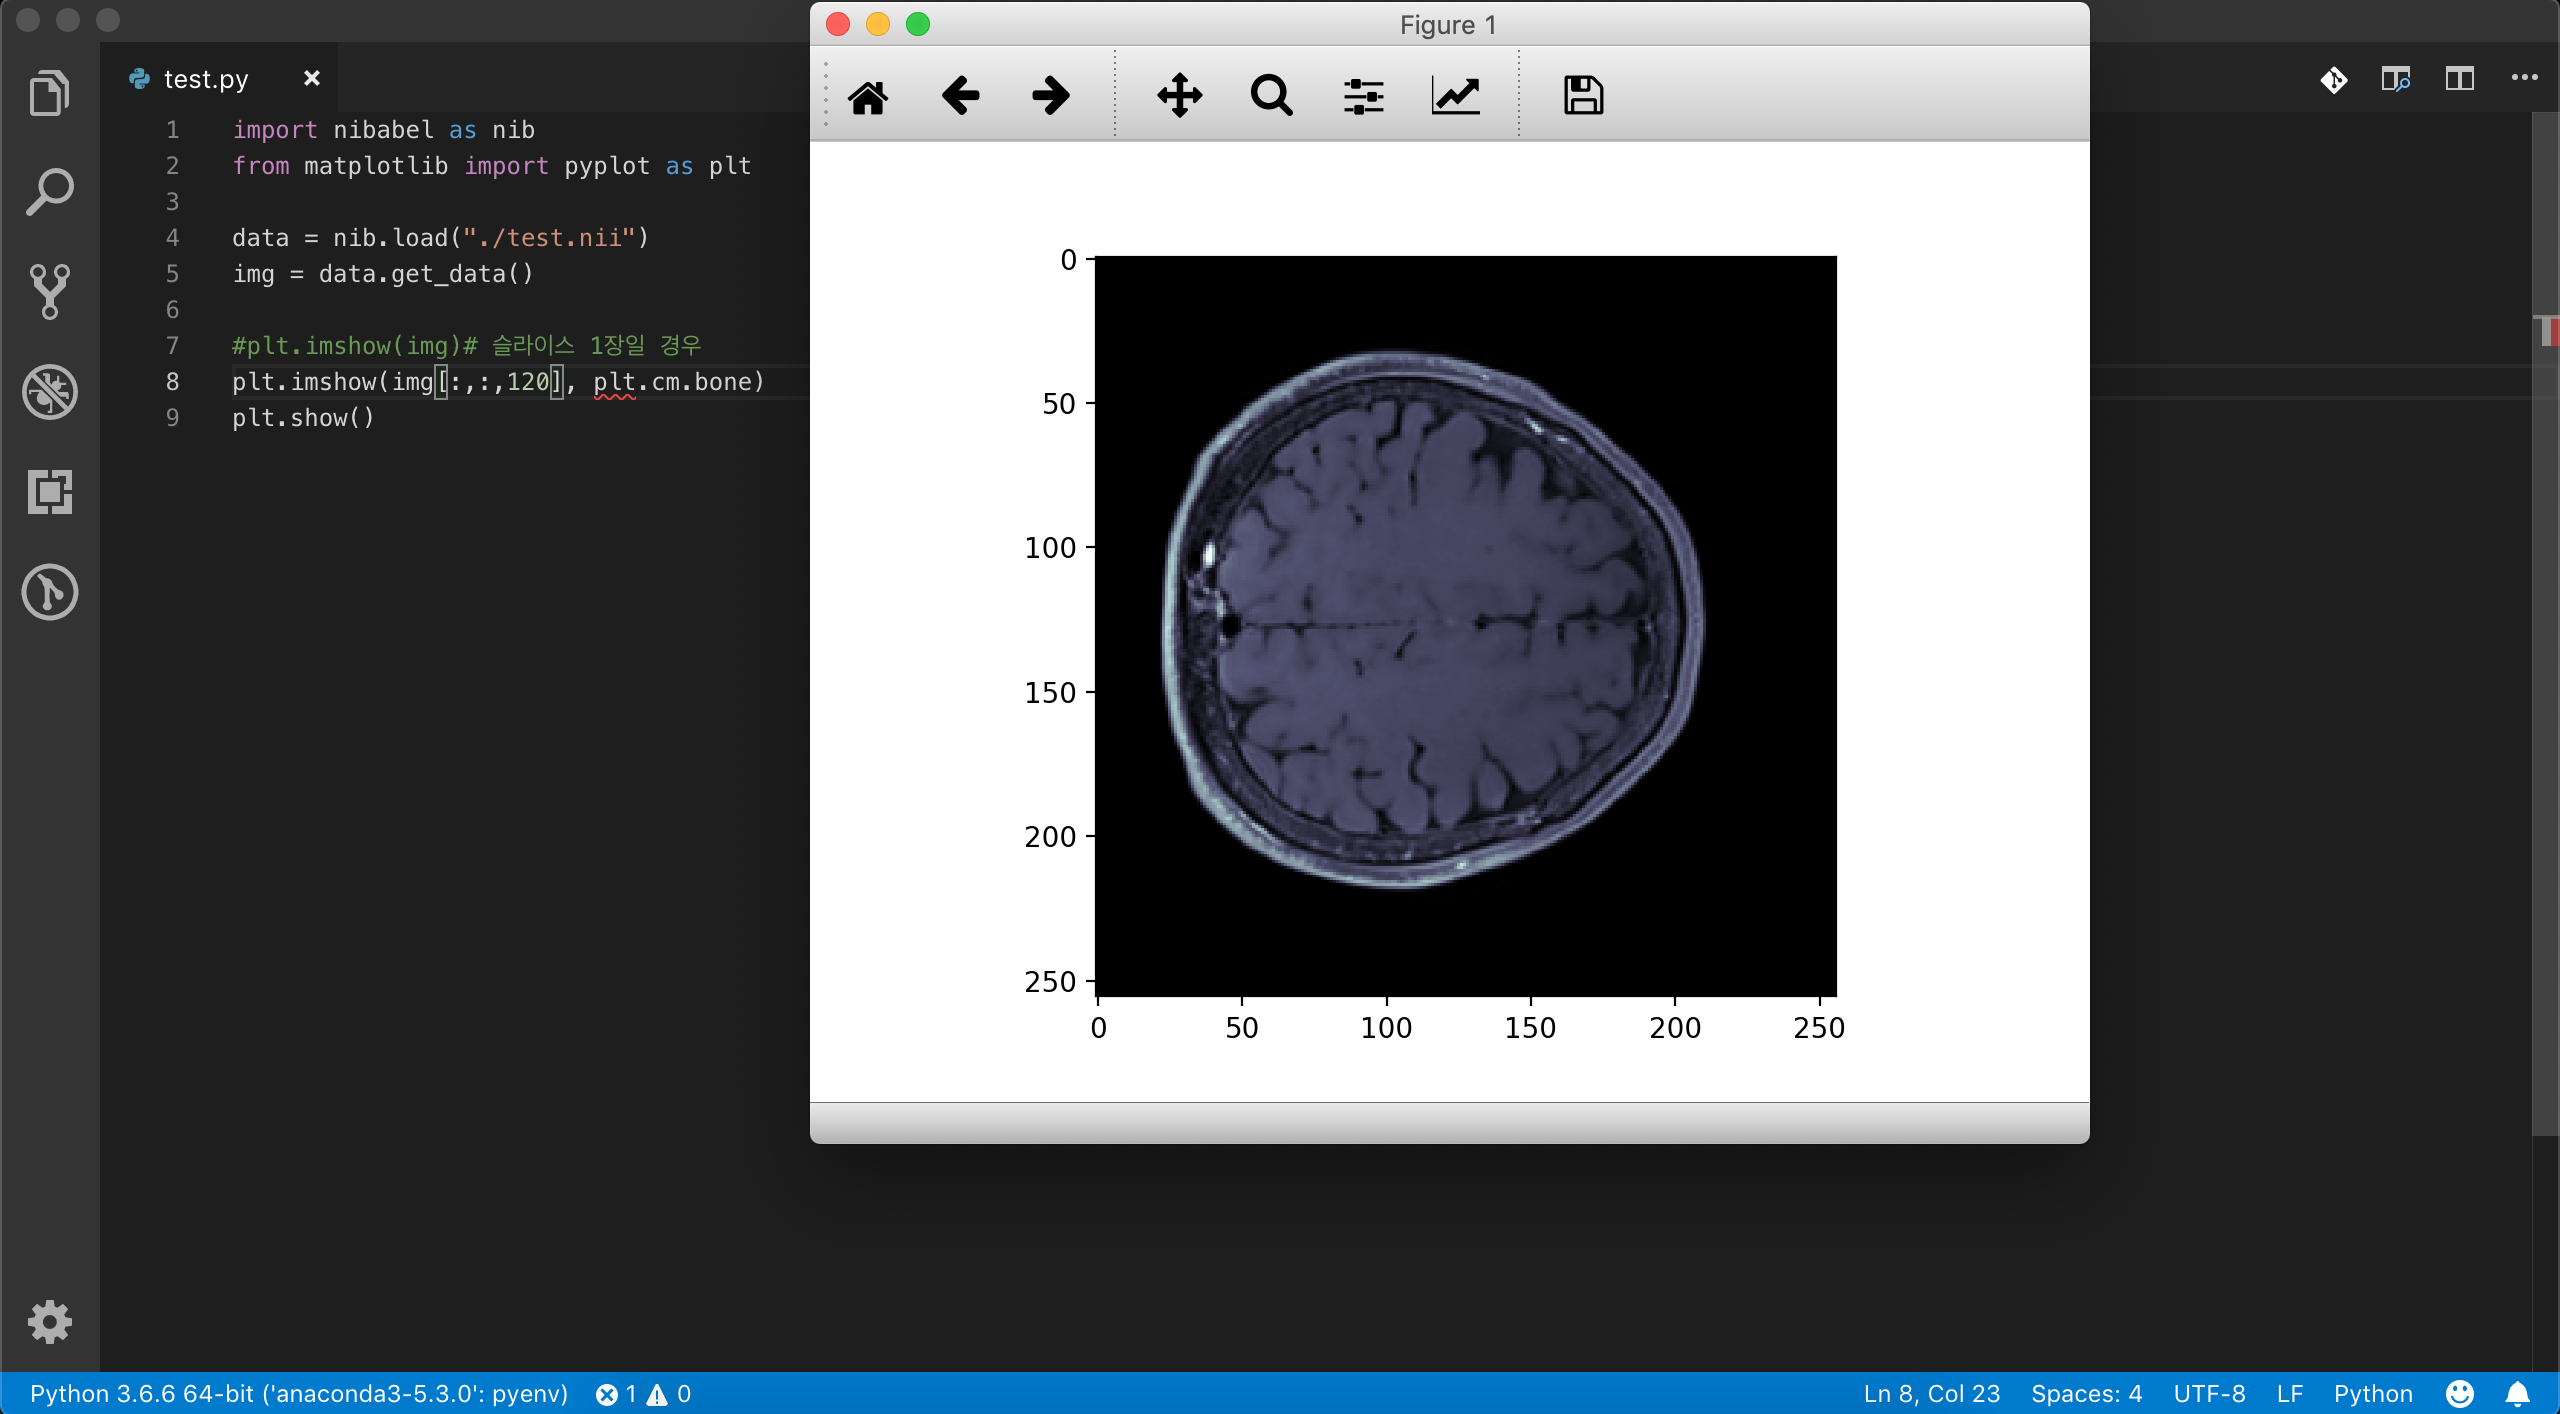 test.py
1 import nibabel as nib
2 from matplotlib import pyplot as plt
3
4 data = nib.load("./test.nii")
5 img = data.get_data()
6
7 #plt.imshow(img)# 슬라이스 1장일 경우
8 plt.imshow(img[:,:,120], plt.cm.bone)
9 plt.show()
Figure 1
0
50
100
150
200
250
0 50 100 150 200 250
Python 3.6.6 64-bit ('anaconda3-5.3.0': pyenv) 1 0 Ln 8, Col 23 Spaces: 4 UTF-8 LF Python